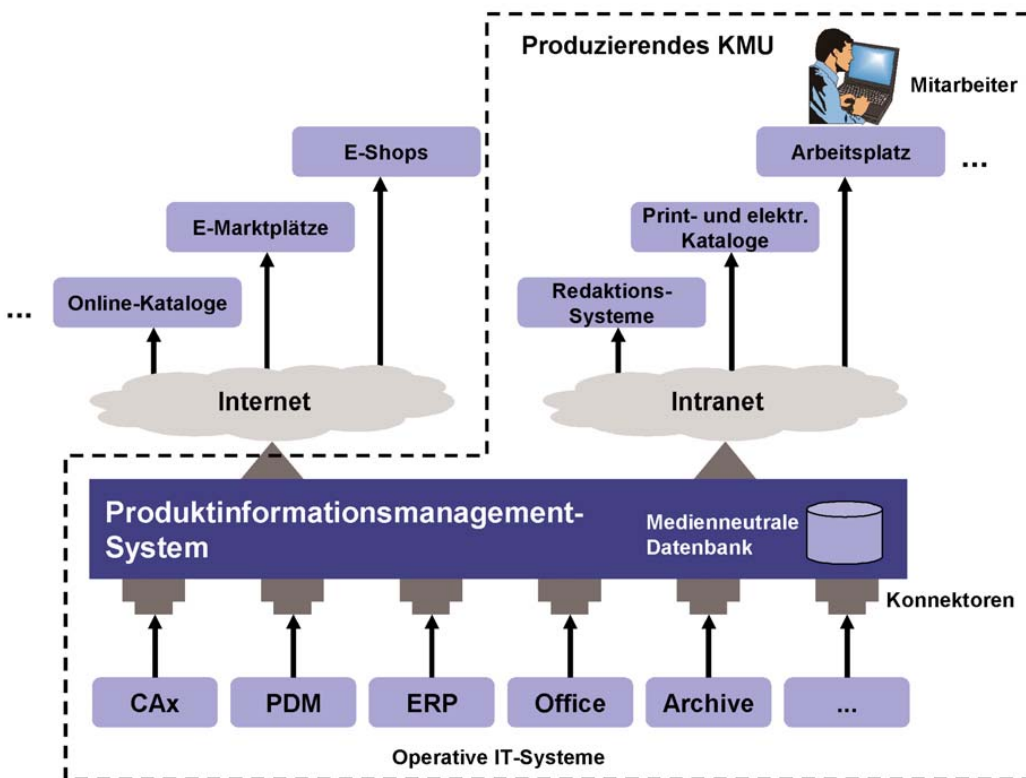 Produzierendes KMU
Mitarbeiter
E-Shops
Arbeitsplatz
...
E-Marktplätze
Print- und elektr.
Kataloge
...
Online-Kataloge
Redaktions-
Systeme
Internet
Intranet
Produktinformationsmanagement-
System
Medienneutrale
Datenbank
Konnektoren
CAx
PDM
ERP
Office
Archive
...
Operative IT-Systeme